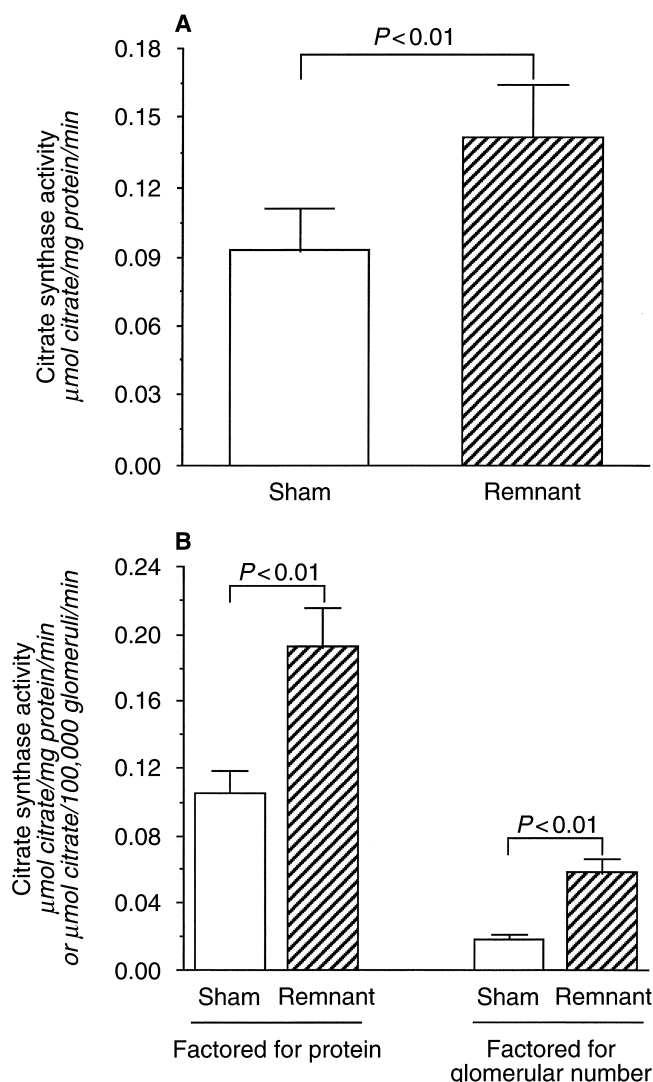 A
P<0.01
0.18
0.15
0.12
0.09
0.06
0.03
0.00
Citrate synthase activity
μmol citrate/mg protein/min
Sham
Remnant
B
P<0.01
0.24
0.20
0.16
0.12
0.08
0.04
0.00
Citrate synthase activity
μmol citrate/mg protein/min
or μmol citrate/100,000 glomeruli/min
P<0.01
Sham
Remnant
Sham
Remnant
Factored for protein
Factored for
glomerular number